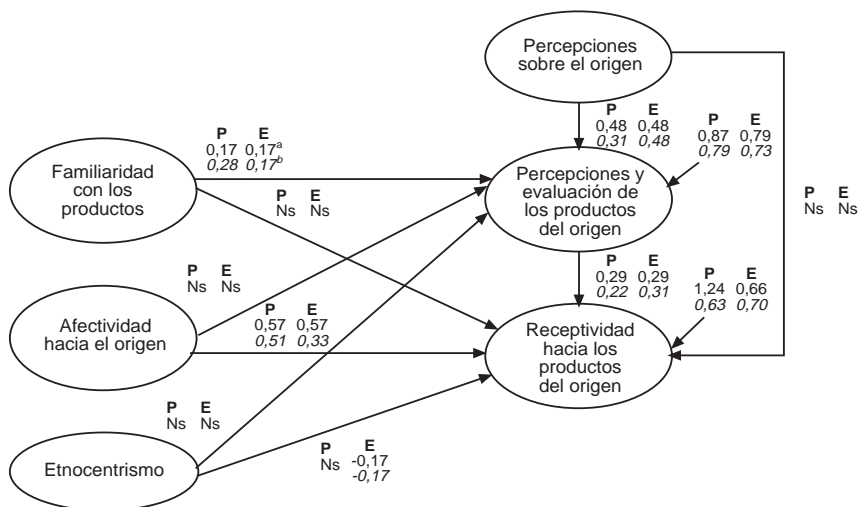 Percepciones
sobre el origen
P E
0,48 0,48
0,31 0,48
P E
0,87 0,79
0,79 0,73
P E
0,17 0,17a
0,28 0,17b
Familiaridad
con los
productos
Percepciones y
evaluación de
los productos
del origen
P E
Ns Ns
P E
Ns Ns
P E
Ns Ns
P E
0,29 0,29
0,22 0,31
P E
1,24 0,66
0,63 0,70
Afectividad
hacia el origen
P E
0,57 0,57
0,51 0,33
Receptividad
hacia los
productos
del origen
P E
Ns Ns
Etnocentrismo
P E
Ns -0,17
-0,17